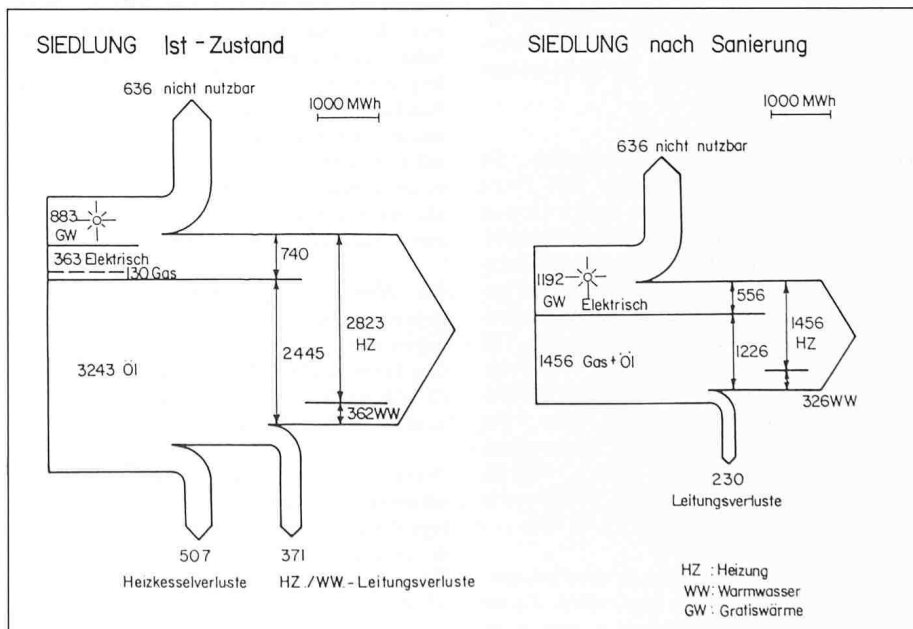 SIEDLUNG Ist-Zustand
636 nicht nutzbar
1000 MWh
883
GW
363 Elektrisch
130 Gas
740
2823
HZ
2445
3243 Öl
362WW
507
371
Heizkesselverluste
HZ./WW.-Leitungsverluste
SIEDLUNG nach Sanierung
1000 MWh
636 nicht nutzbar
1192
GW
Elektrisch
556
1456
HZ
1456 Gas+Öl
1226
326WW
230
Leitungsverluste
HZ : Heizung
WW: Warmwasser
GW: Gratiswärme